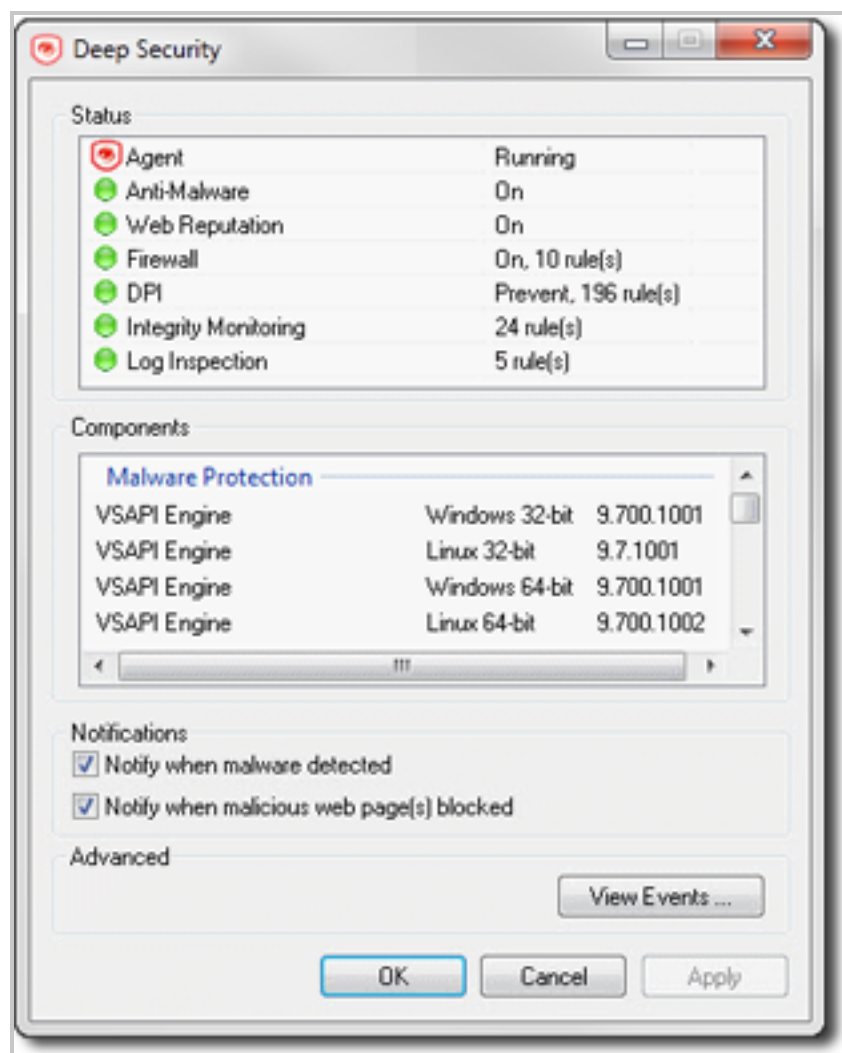 Deep Security
Status
Agent Running
Anti-Malware On
Web Reputation On
Firewall On, 10 rule(s)
DPI Prevent, 196 rule(s)
Integrity Monitoring 24 rule(s)
Log Inspection 5 rule(s)
Components
Malware Protection
VSAPI Engine Windows 32-bit 9.700.1001
VSAPI Engine Linux 32-bit 9.7.1001
VSAPI Engine Windows 64-bit 9.700.1001
VSAPI Engine Linux 64-bit 9.700.1002
Notifications
Notify when malware detected
Notify when malicious web page(s) blocked
Advanced
View Events ...
OK Cancel Apply